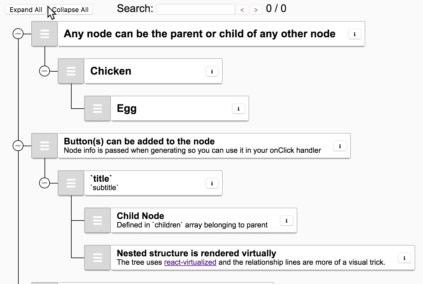 Expand All Collapse All Search: < > 0 / 0
Any node can be the parent or child of any other node i
Chicken i
Egg i
Button(s) can be added to the node
Node info is passed when generating so you can use it in your onClick handler i
`title`
`subtitle` i
Child Node
Defined in `children` array belonging to parent i
Nested structure is rendered virtually
The tree uses react-virtualized and the relationship lines are more of a visual trick. i